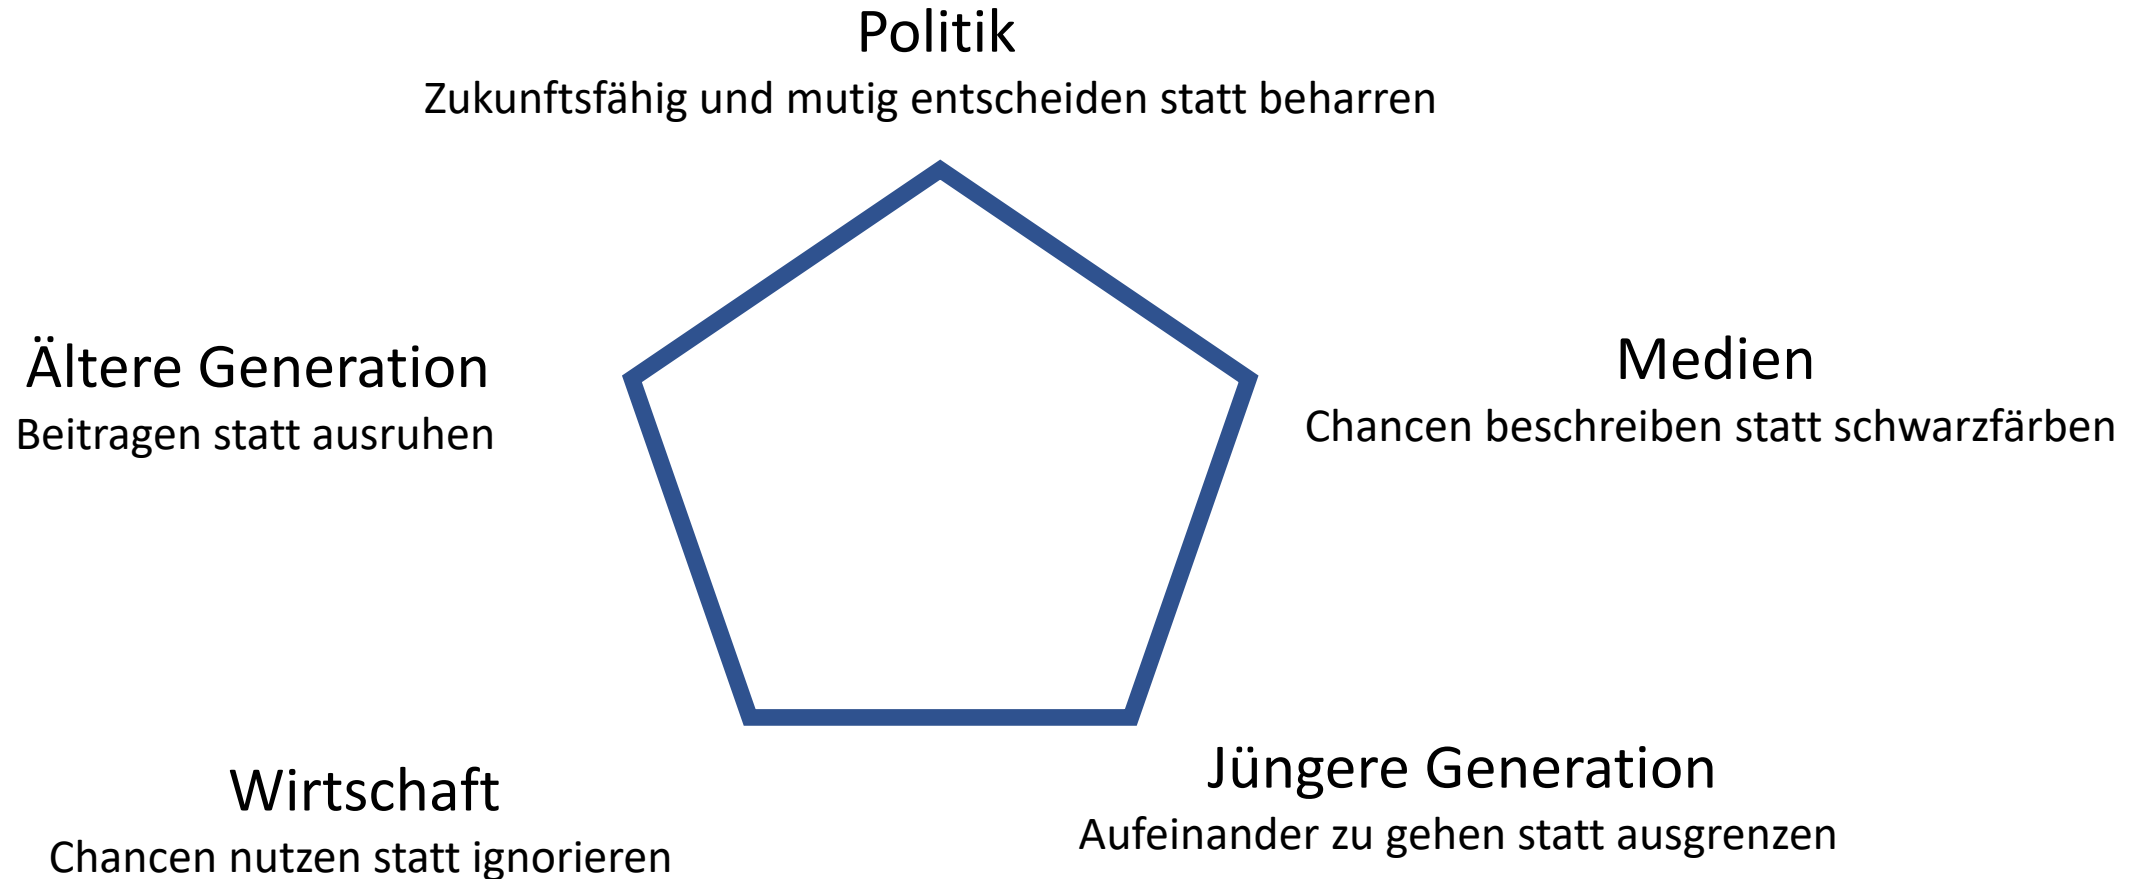 Politik
Zukunftsfähig und mutig entscheiden statt beharren
Ältere Generation
Beitragen statt ausruhen
Medien
Chancen beschreiben statt schwarzfärben
Wirtschaft
Chancen nutzen statt ignorieren
Jüngere Generation
Aufeinander zu gehen statt ausgrenzen